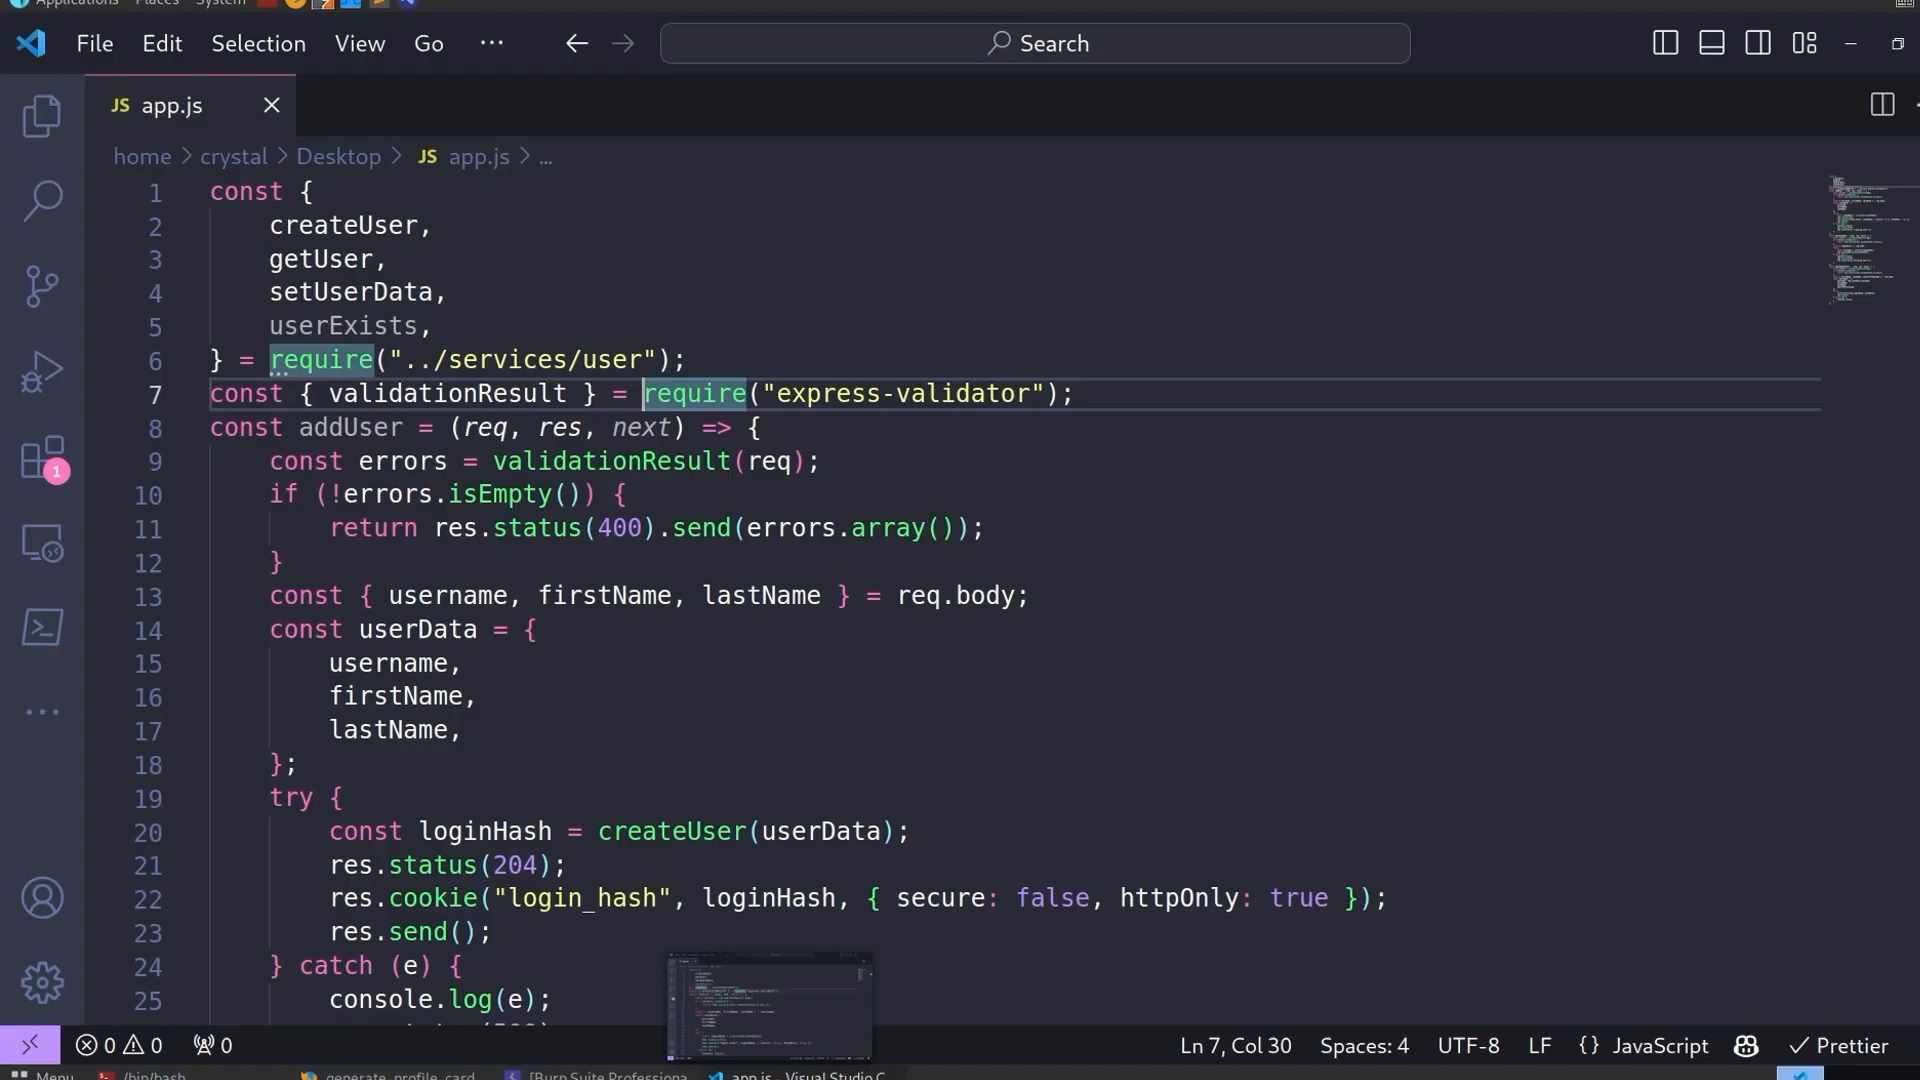 Applications Places System
File Edit Selection View Go ··· Search
JS app.js
home > crystal > Desktop > JS app.js > ...
1 const {
2 createUser,
3 getUser,
4 setUserData,
5 userExists,
6 } = require("../services/user");
7 const { validationResult } = require("express-validator");
8 const addUser = (req, res, next) => {
9 const errors = validationResult(req);
10 if (!errors.isEmpty()) {
11 return res.status(400).send(errors.array());
12 }
13 const { username, firstName, lastName } = req.body;
14 const userData = {
15 username,
16 firstName,
17 lastName,
18 };
19 try {
20 const loginHash = createUser(userData);
21 res.status(204);
22 res.cookie("login_hash", loginHash, { secure: false, httpOnly: true });
23 res.send();
24 } catch (e) {
25 console.log(e);
1
0 0 0 Ln 7, Col 30 Spaces: 4 UTF-8 LF {} JavaScript Prettier
Menu /bin/bash generate_profile_card [Burp Suite Professiona app.js - Visual Studio C